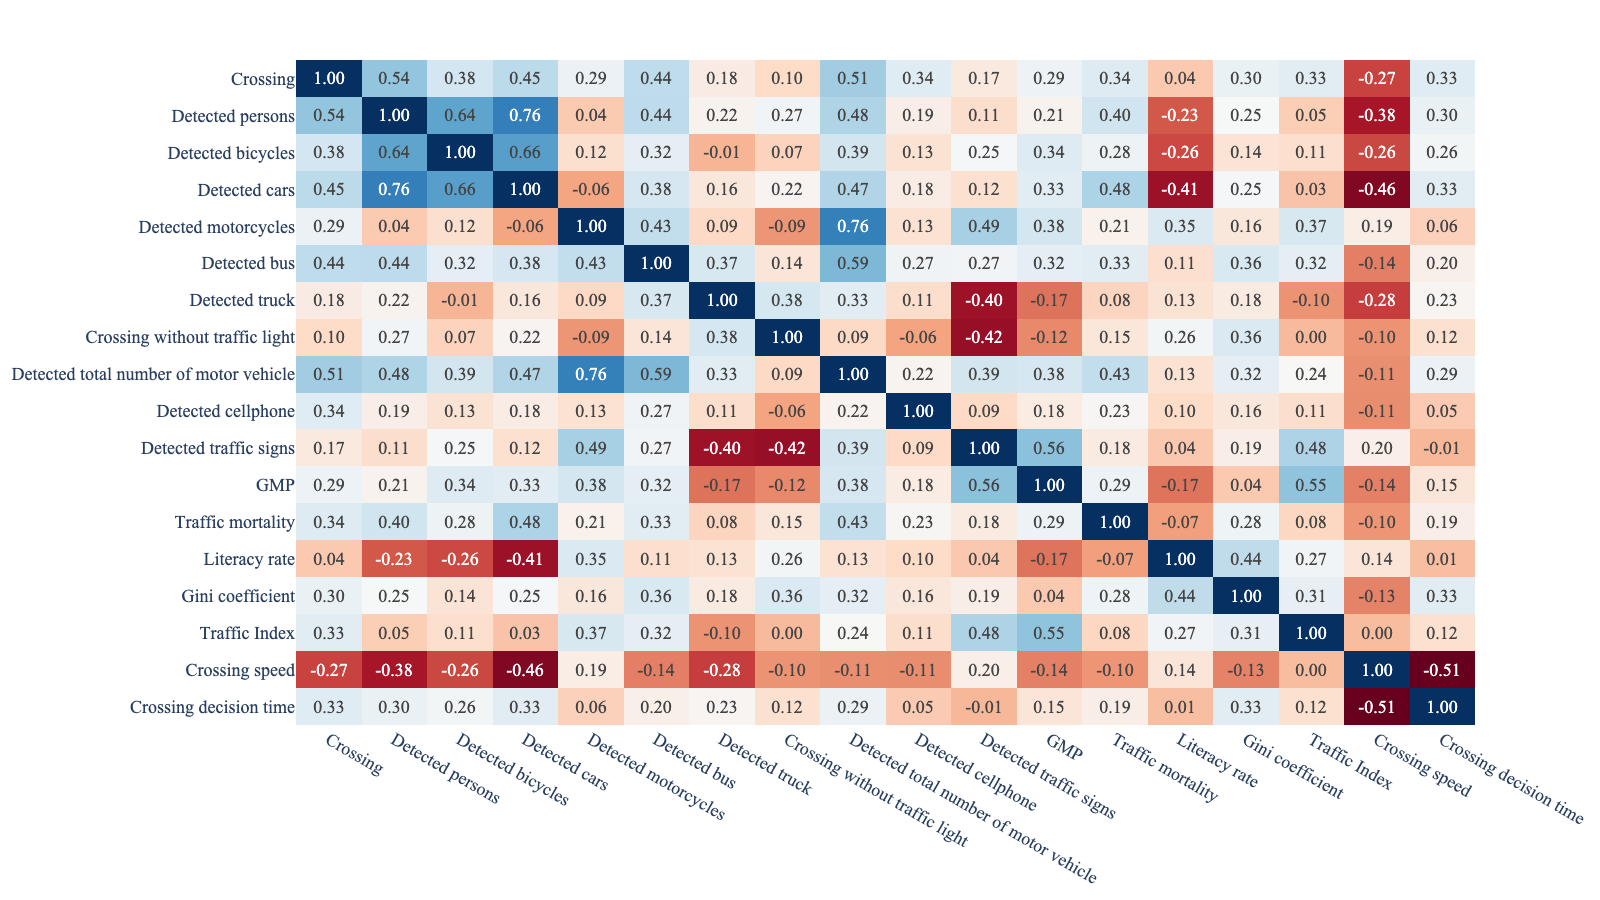 Crossing 1.00 0.54 0.38 0.45 0.29 0.44 0.18 0.10 0.51 0.34 0.17 0.29 0.34 0.04 0.30 0.33 -0.27 0.33
Detected persons 0.54 1.00 0.64 0.76 0.04 0.44 0.22 0.27 0.48 0.19 0.11 0.21 0.40 -0.23 0.25 0.05 -0.38 0.30
Detected bicycles 0.38 0.64 1.00 0.66 0.12 0.32 -0.01 0.07 0.39 0.13 0.25 0.34 0.28 -0.26 0.14 0.11 -0.26 0.26
Detected cars 0.45 0.76 0.66 1.00 -0.06 0.38 0.16 0.22 0.47 0.18 0.12 0.33 0.48 -0.41 0.25 0.03 -0.46 0.33
Detected motorcycles 0.29 0.04 0.12 -0.06 1.00 0.43 0.09 -0.09 0.76 0.13 0.49 0.38 0.21 0.35 0.16 0.37 0.19 0.06
Detected bus 0.44 0.44 0.32 0.38 0.43 1.00 0.37 0.14 0.59 0.27 0.27 0.32 0.33 0.11 0.36 0.32 -0.14 0.20
Detected truck 0.18 0.22 -0.01 0.16 0.09 0.37 1.00 0.38 0.33 0.11 -0.40 -0.17 0.08 0.13 0.18 -0.10 -0.28 0.23
Crossing without traffic light 0.10 0.27 0.07 0.22 -0.09 0.14 0.38 1.00 0.09 -0.06 -0.42 -0.12 0.15 0.26 0.36 0.00 -0.10 0.12
Detected total number of motor vehicle 0.51 0.48 0.39 0.47 0.76 0.59 0.33 0.09 1.00 0.22 0.39 0.38 0.43 0.13 0.32 0.24 -0.11 0.29
Detected cellphone 0.34 0.19 0.13 0.18 0.13 0.27 0.11 -0.06 0.22 1.00 0.09 0.18 0.23 0.10 0.16 0.11 -0.11 0.05
Detected traffic signs 0.17 0.11 0.25 0.12 0.49 0.27 -0.40 -0.42 0.39 0.09 1.00 0.56 0.18 0.04 0.19 0.48 0.20 -0.01
GMP 0.29 0.21 0.34 0.33 0.38 0.32 -0.17 -0.12 0.38 0.18 0.56 1.00 0.29 -0.17 0.04 0.55 -0.14 0.15
Traffic mortality 0.34 0.40 0.28 0.48 0.21 0.33 0.08 0.15 0.43 0.23 0.18 0.29 1.00 -0.07 0.28 0.08 -0.10 0.19
Literacy rate 0.04 -0.23 -0.26 -0.41 0.35 0.11 0.13 0.26 0.13 0.10 0.04 -0.17 -0.07 1.00 0.44 0.27 0.14 0.01
Gini coefficient 0.30 0.25 0.14 0.25 0.16 0.36 0.18 0.36 0.32 0.16 0.19 0.04 0.28 0.44 1.00 0.31 -0.13 0.33
Traffic Index 0.33 0.05 0.11 0.03 0.37 0.32 -0.10 0.00 0.24 0.11 0.48 0.55 0.08 0.27 0.31 1.00 0.00 0.12
Crossing speed -0.27 -0.38 -0.26 -0.46 0.19 -0.14 -0.28 -0.10 -0.11 -0.11 0.20 -0.14 -0.10 0.14 -0.13 0.00 1.00 -0.51
Crossing decision time 0.33 0.30 0.26 0.33 0.06 0.20 0.23 0.12 0.29 0.05 -0.01 0.15 0.19 0.01 0.33 0.12 -0.51 1.00
Crossing
Detected persons
Detected bicycles
Detected cars
Detected motorcycles
Detected bus
Detected truck
Crossing without traffic light
Detected total number of motor vehicle
Detected cellphone
Detected traffic signs
GMP
Traffic mortality
Literacy rate
Gini coefficient
Traffic Index
Crossing speed
Crossing decision time